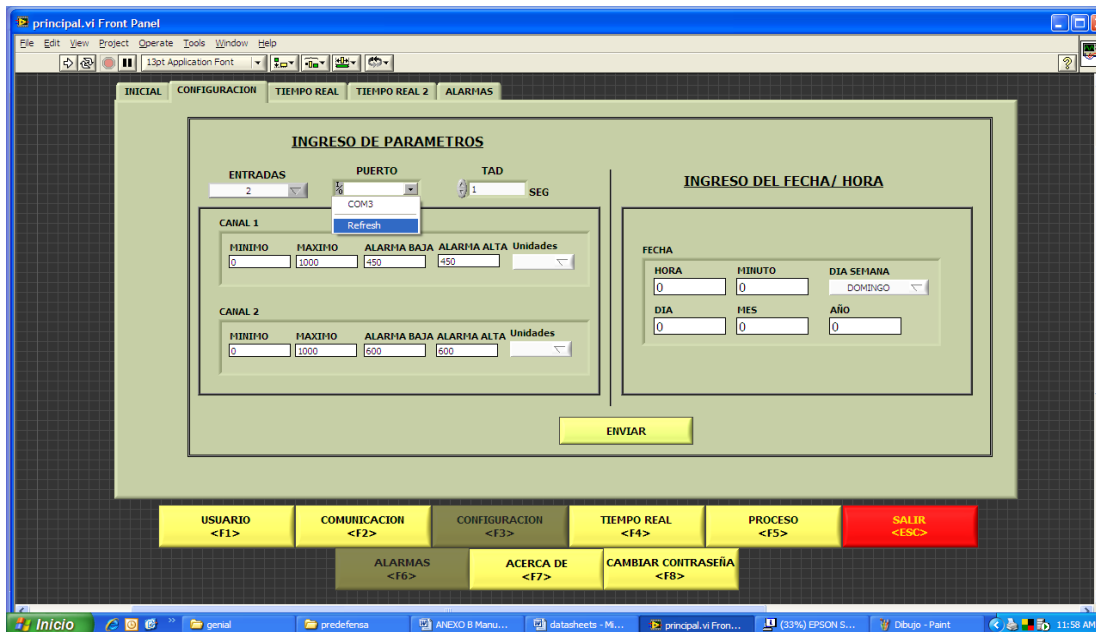 principal.vi Front Panel
File Edit View Project Operate Tools Window Help
13pt Application Font
INICIAL CONFIGURACION TIEMPO REAL TIEMPO REAL 2 ALARMAS
INGRESO DE PARAMETROS
ENTRADAS PUERTO TAD
2 1 SEG
COM3
Refresh
CANAL 1
MINIMO MAXIMO ALARMA BAJA ALARMA ALTA Unidades
0 1000 450 450
CANAL 2
MINIMO MAXIMO ALARMA BAJA ALARMA ALTA Unidades
0 1000 600 600
INGRESO DEL FECHA/ HORA
FECHA
HORA MINUTO DIA SEMANA
0 0 DOMINGO
DIA MES AÑO
0 0 0
ENVIAR
USUARIO COMUNICACION CONFIGURACION TIEMPO REAL PROCESO SALIR
<F1> <F2> <F3> <F4> <F5> <ESC>
ALARMAS ACERCA DE CAMBIAR CONTRASEÑA
<F6> <F7> <F8>
Inicio genial predefensa ANEXO B Manu... datasheets - Mi... principal.vi Fron... (33%) EPSON S... Dibujo - Paint 11:58 AM